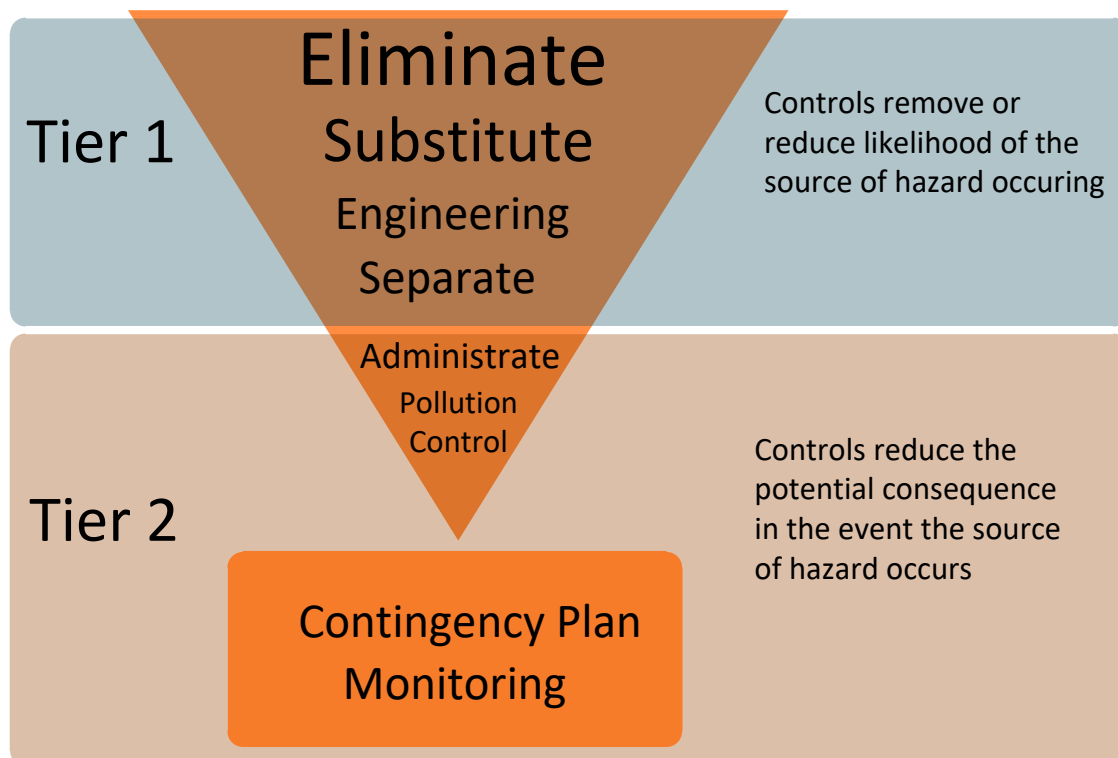 Tier 1
Eliminate
Substitute
Engineering
Separate
Controls remove or
reduce likelihood of the
source of hazard occuring
Tier 2
Administrate
Pollution
Control
Contingency Plan
Monitoring
Controls reduce the
potential consequence
in the event the source
of hazard occurs